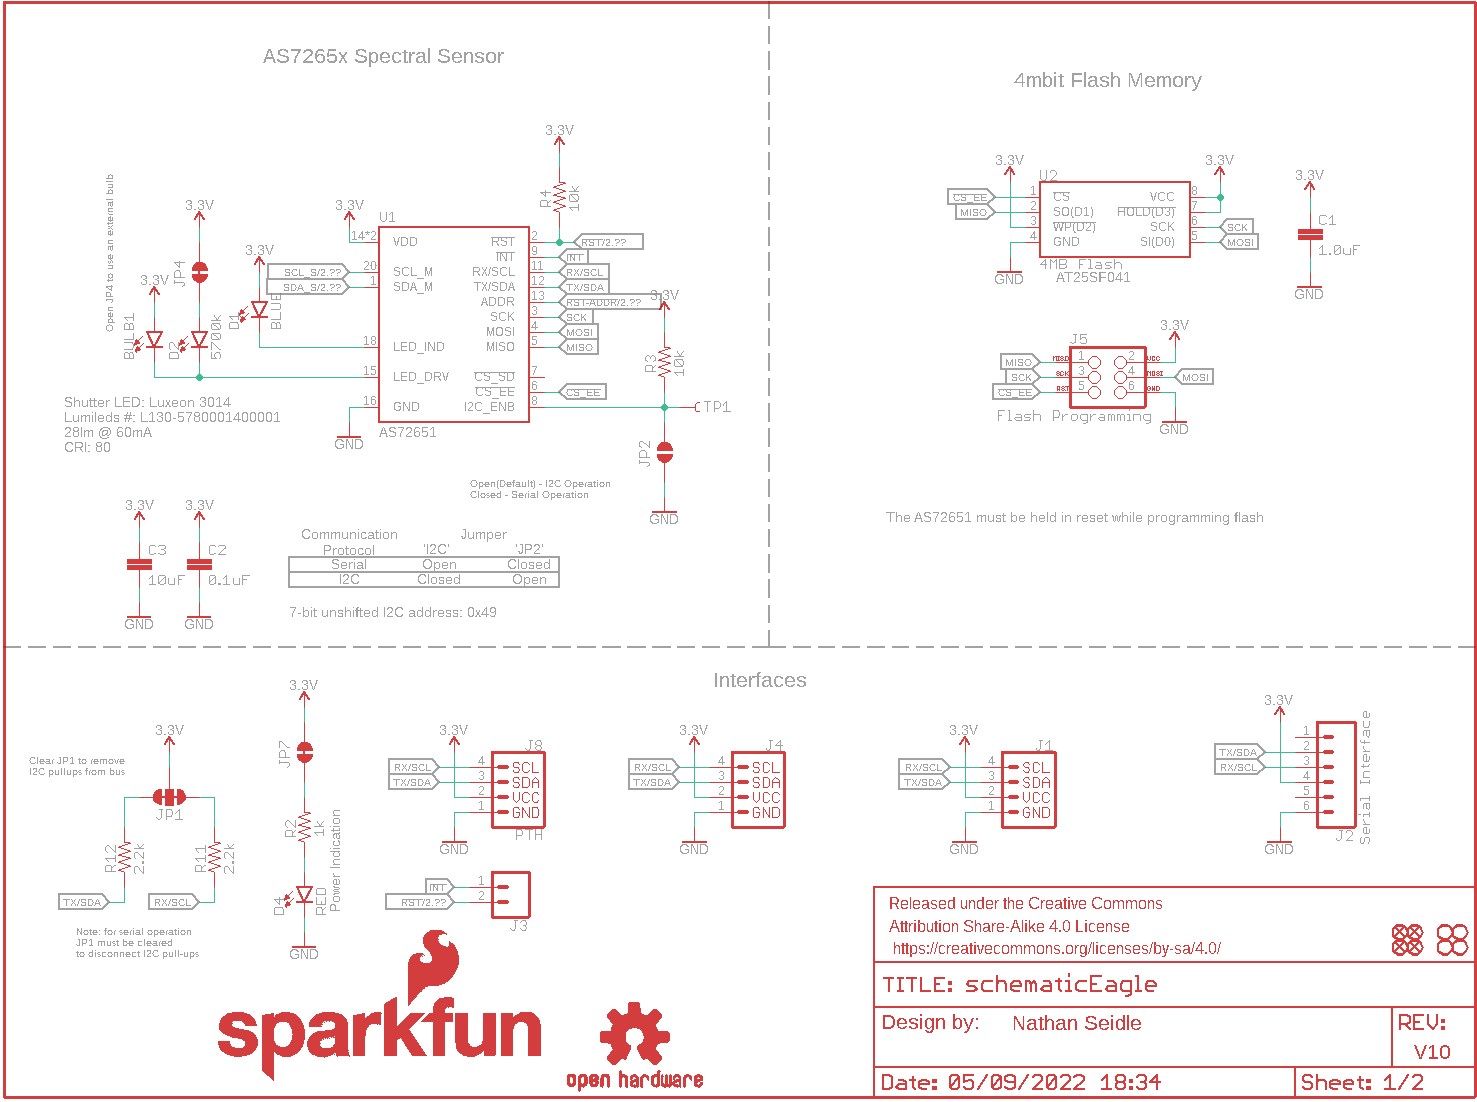 AS7265x Spectral Sensor
Open JP4 to use an external bulb
3.3V
JP4
3.3V
BULB1
D2
5700k
3.3V
D1
BLUE
3.3V
U1
14*2 VDD
SCL_S/2.?? 20 SCL_M
SDA_S/2.?? 1 SDA_M
18 LED_IND
15 LED_DRV
16 GND
GND
AS72651
3.3V
R4
10k
RST 2 RST/2.??
INT 9 INT
RX/SCL 11 RX/SCL
TX/SDA 12 TX/SDA
ADDR 13 RST-ADDR/2.??
SCK 3 SCK
MOSI 4 MOSI
MISO 5 MISO
CS_SD 7
CS_EE 6 CS_EE
I2C_ENB 8
3.3V
R3
10k
TP1
JP2
GND
Shutter LED: Luxeon 3014
Lumileds #: L130-5780001400001
28lm @ 60mA
CRI: 80
Open(Default) - I2C Operation
Closed - Serial Operation
3.3V
C3
10uF
GND
3.3V
C2
0.1uF
GND
Communication Jumper
Protocol 'I2C' 'JP2'
Serial Open Closed
I2C Closed Open
7-bit unshifted I2C address: 0x49
4mbit Flash Memory
3.3V
U2
3.3V
CS_EE 1 CS VCC 8
MISO 2 SO(D1) HOLD(D3) 7
3 WP(D2) SCK 6 SCK
4 GND SI(D0) 5 MOSI
GND
4MB Flash
AT25SF041
3.3V
C1
1.0uF
GND
J5
3.3V
MISO MISO 1 2 VCC
SCK SCK 3 4 MOSI MOSI
CS_EE RST 5 6 GND
Flash Programming
GND
The AS72651 must be held in reset while programming flash
Interfaces
Clear JP1 to remove
I2C pullups from bus
3.3V
JP1
R12
2.2k
R11
2.2k
TX/SDA
RX/SCL
Note: for serial operation
JP1 must be cleared
to disconnect I2C pull-ups
3.3V
JP7
R2
1k
D4
RED
Power Indication
GND
3.3V
J8
RX/SCL 4 SCL
TX/SDA 3 SDA
2 VCC
1 GND
GND
PTH
INT 1
RST/2.?? 2
J3
3.3V
J4
RX/SCL 4 SCL
TX/SDA 3 SDA
2 VCC
1 GND
GND
3.3V
J1
RX/SCL 4 SCL
TX/SDA 3 SDA
2 VCC
1 GND
GND
3.3V
1
TX/SDA 2
RX/SCL 3
4
5
6
GND
J2
Serial Interface
sparkfun
open hardware
Released under the Creative Commons
Attribution Share-Alike 4.0 License
https://creativecommons.org/licenses/by-sa/4.0/
TITLE: schematicEagle
Design by: Nathan Seidle
REV:
V10
Date: 05/09/2022 18:34
Sheet: 1/2